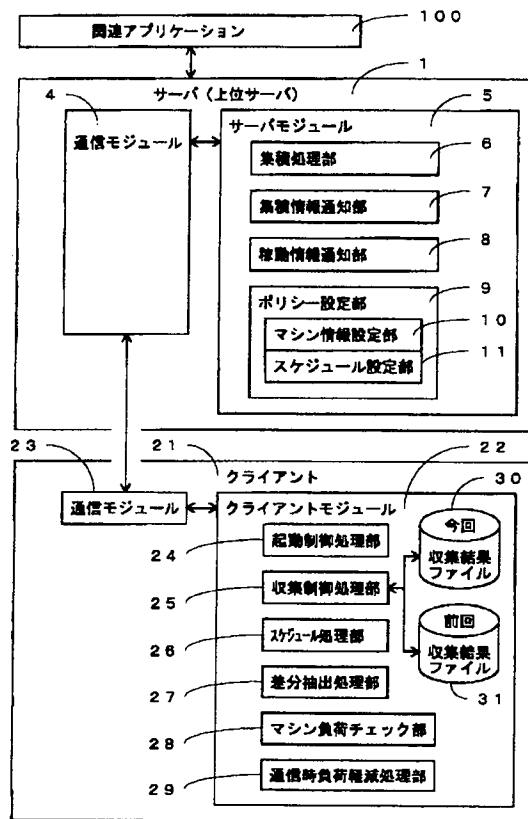 関連アプリケーション
100
1
サーバ(上位サーバ)
4
通信モジュール
5
サーバモジュール
集積処理部
6
集積情報通知部
7
稼動情報通知部
8
ポリシー設定部
9
マシン情報設定部
10
スケジュール設定部
11
23
21
22
クライアント
通信モジュール
クライアントモジュール
30
24
起動制御処理部
今回
収集結果
ファイル
25
収集制御処理部
26
スケジュール処理部
前回
収集結果
ファイル
27
差分抽出処理部
31
28
マシン負荷チェック部
29
通信時負荷軽減処理部